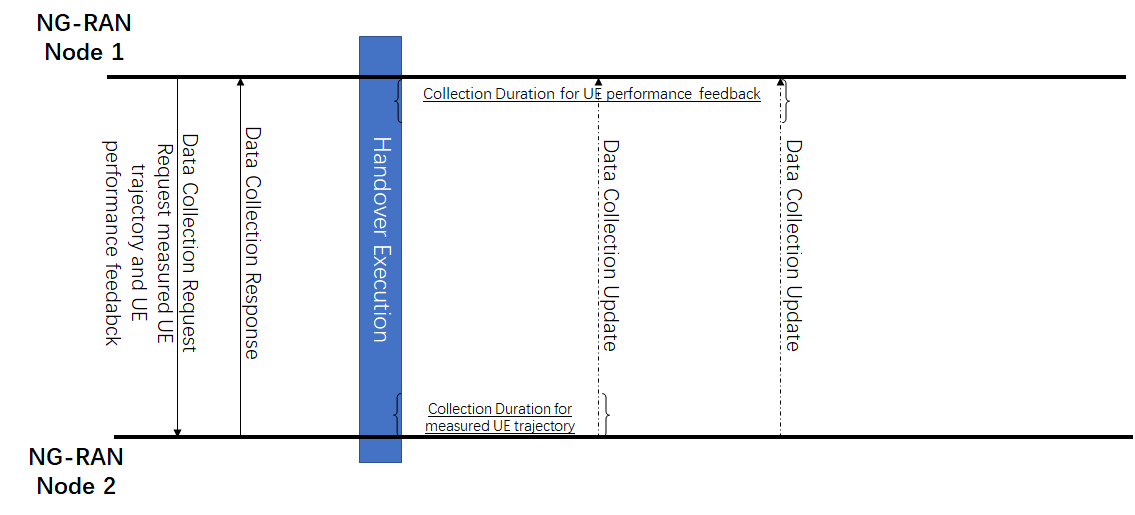 NG-RAN
Node 1
Collection Duration for UE performance feedback
Data Collection Request
Request measured UE
trajectory and UE
performance feedabck
Data Collection Response
Handover Execution
Data Collection Update
Data Collection Update
Collection Duration for
measured UE trajectory
NG-RAN
Node 2